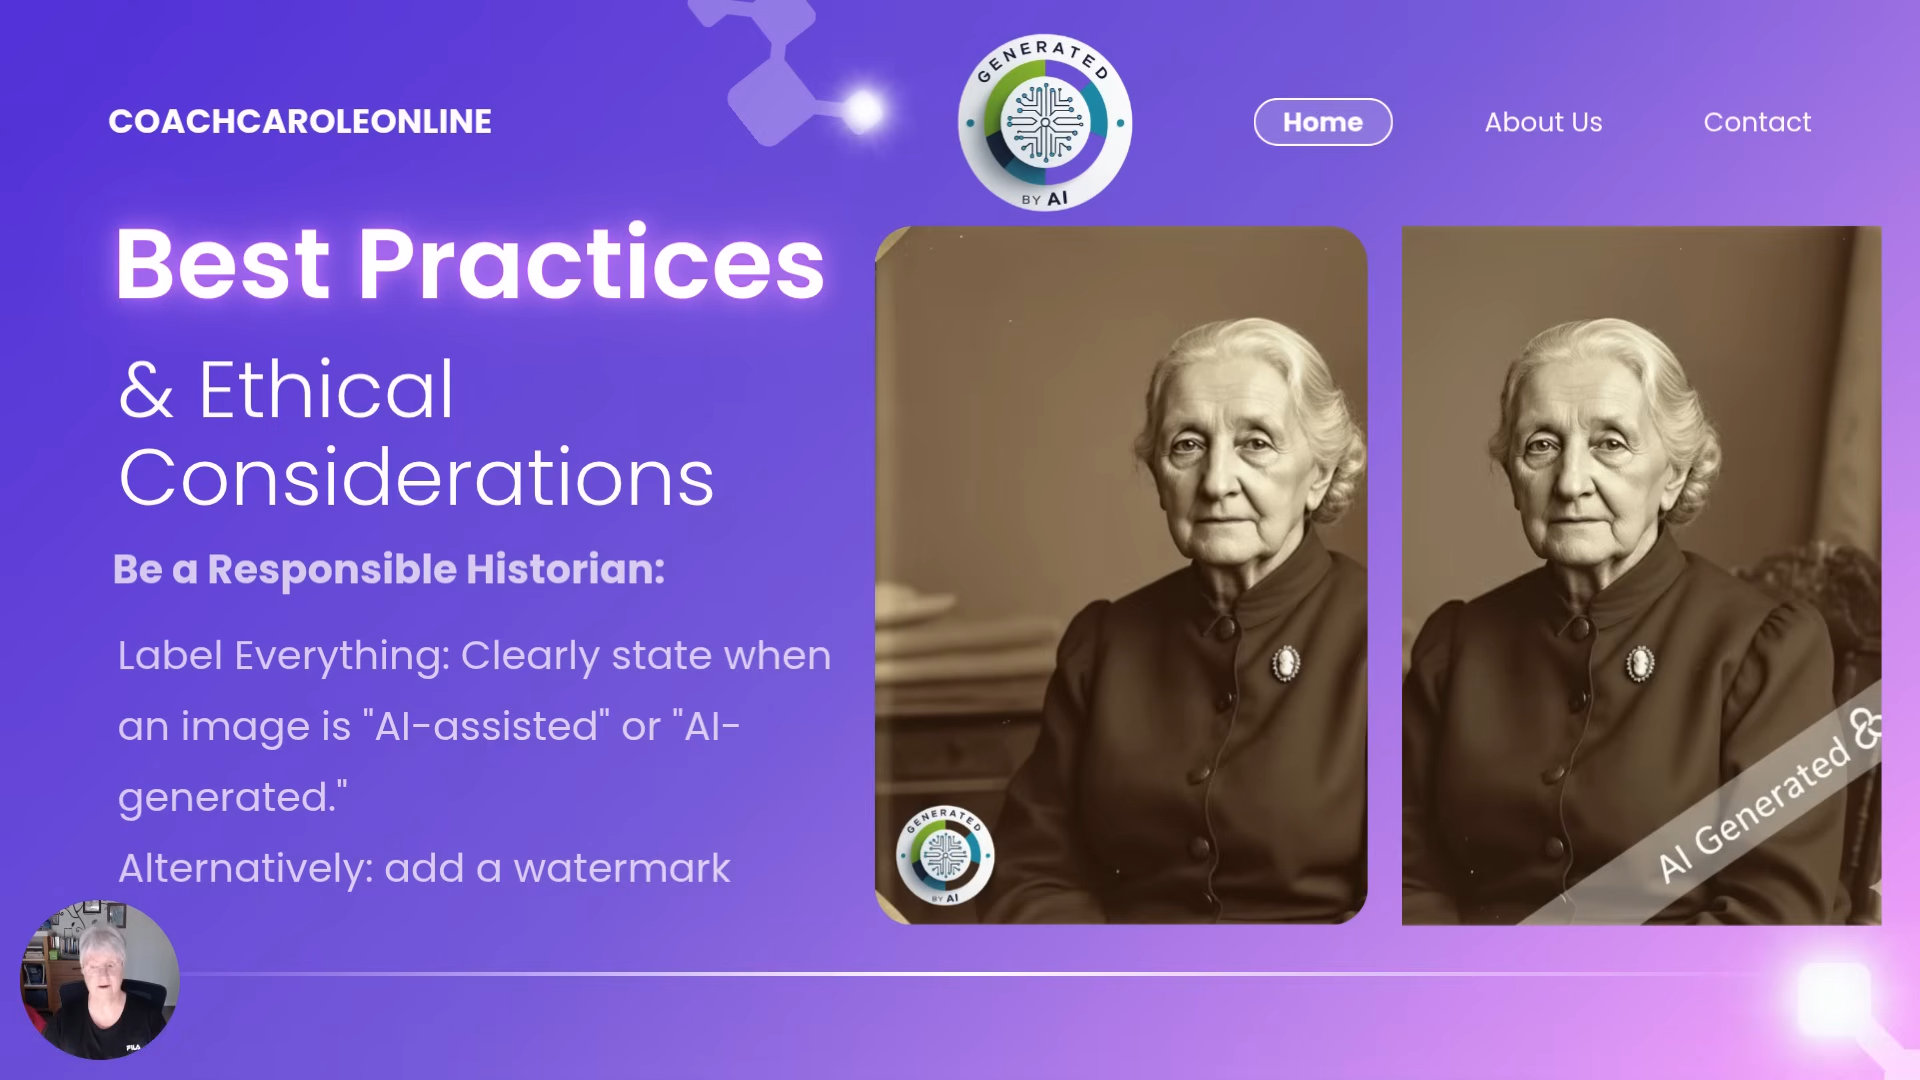 COACHCAROLEONLINE
GENERATED
BY AI
Home
About Us
Contact
Best Practices
& Ethical
Considerations
Be a Responsible Historian:
Label Everything: Clearly state when
an image is "AI-assisted" or "AI-
generated."
Alternatively: add a watermark
GENERATED
BY AI
AI Generated &
FILA